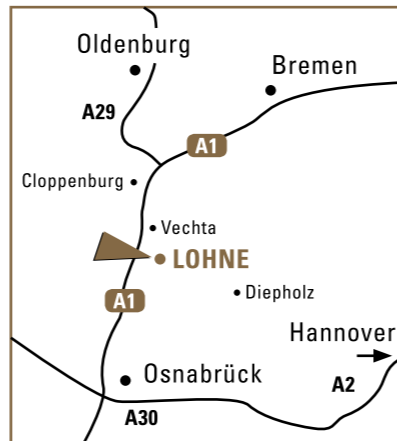 Oldenburg
Bremen
A29
A1
Cloppenburg
Vechta
LOHNE
A1
Diepholz
Hannover
Osnabrück
A2
A30